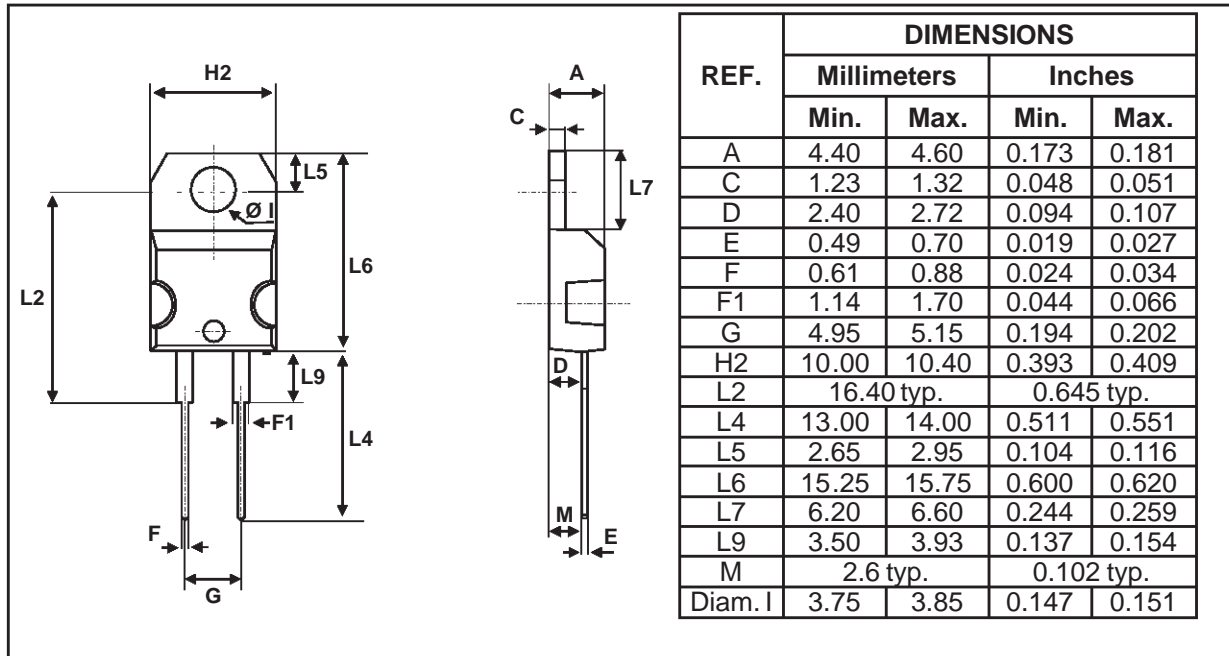 H2
L5
Ø I
L6
L2
L9
F1
L4
F
G
A
C
L7
D
M
E
REF. DIMENSIONS
Millimeters Inches
Min. Max. Min. Max.
A 4.40 4.60 0.173 0.181
C 1.23 1.32 0.048 0.051
D 2.40 2.72 0.094 0.107
E 0.49 0.70 0.019 0.027
F 0.61 0.88 0.024 0.034
F1 1.14 1.70 0.044 0.066
G 4.95 5.15 0.194 0.202
H2 10.00 10.40 0.393 0.409
L2 16.40 typ. 0.645 typ.
L4 13.00 14.00 0.511 0.551
L5 2.65 2.95 0.104 0.116
L6 15.25 15.75 0.600 0.620
L7 6.20 6.60 0.244 0.259
L9 3.50 3.93 0.137 0.154
M 2.6 typ. 0.102 typ.
Diam. I 3.75 3.85 0.147 0.151